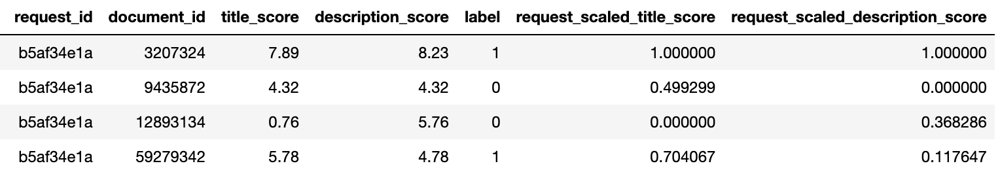 request_id document_id title_score description_score label request_scaled_title_score request_scaled_description_score
b5af34e1a 3207324 7.89 8.23 1 1.000000 1.000000
b5af34e1a 9435872 4.32 4.32 0 0.499299 0.000000
b5af34e1a 12893134 0.76 5.76 0 0.000000 0.368286
b5af34e1a 59279342 5.78 4.78 1 0.704067 0.117647